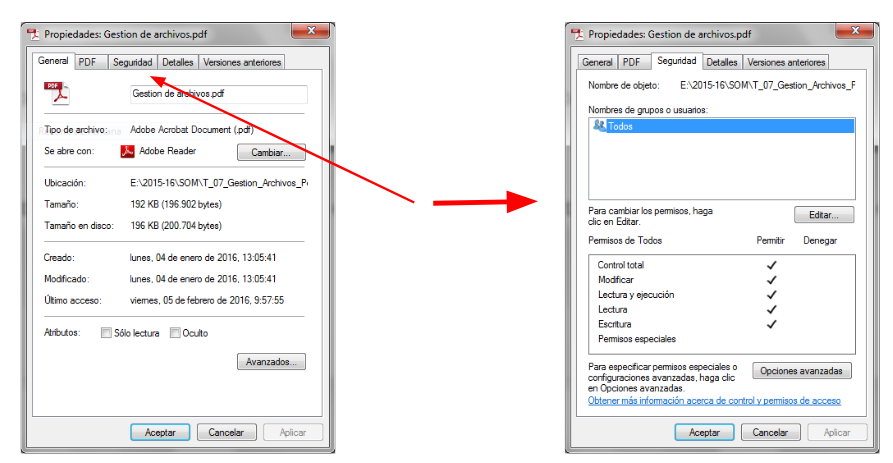 Propiedades: Gestion de archivos.pdf
General PDF Seguridad Detalles Versiones anteriores
PDF
Gestion de archivos.pdf
Tipo de archivo: Adobe Acrobat Document (.pdf)
Se abre con: Adobe Reader Cambiar...
Ubicación: E:\2015-16\SOM\T_07_Gestion_Archivos_P
Tamaño: 192 KB (196.902 bytes)
Tamaño en disco: 196 KB (200.704 bytes)
Creado: lunes, 04 de enero de 2016, 13:05:41
Modificado: lunes, 04 de enero de 2016, 13:05:41
Último acceso: viernes, 05 de febrero de 2016, 9:57:55
Atributos: Sólo lectura Oculto
Avanzados...
Aceptar Cancelar Aplicar
Propiedades: Gestion de archivos.pdf
General PDF Seguridad Detalles Versiones anteriores
Nombre de objeto: E:\2015-16\SOM\T_07_Gestion_Archivos_F
Nombres de grupos o usuarios:
Todos
Para cambiar los permisos, haga
clic en Editar.
Editar...
Permisos de Todos Permitir Denegar
Control total
Modificar
Lectura y ejecución
Lectura
Escritura
Permisos especiales
Para especificar permisos especiales o
configuraciones avanzadas, haga clic
en Opciones avanzadas.
Opciones avanzadas
Obtener más información acerca de control y permisos de acceso
Aceptar Cancelar Aplicar